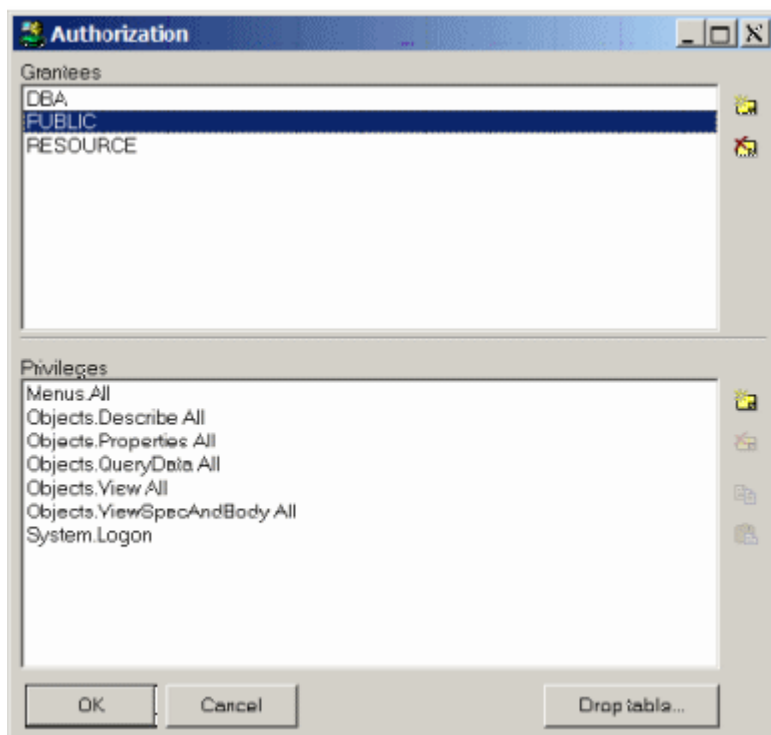 Authorization
Grantees
DBA
PUBLIC
RESOURCE
Privileges
Menus.All
Objects.Describe.All
Objects.Properties.All
Objects.QueryData.All
Objects.View.All
Objects.ViewSpecAndBody.All
System.Logon
OK
Cancel
Drop table...